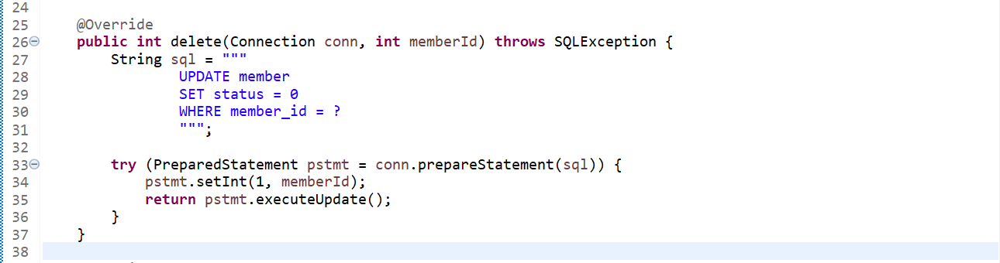 24
25 @Override
26 public int delete(Connection conn, int memberId) throws SQLException {
27 String sql = """
28 UPDATE member
29 SET status = 0
30 WHERE member_id = ?
31 """;
32
33 try (PreparedStatement pstmt = conn.prepareStatement(sql)) {
34 pstmt.setInt(1, memberId);
35 return pstmt.executeUpdate();
36 }
37 }
38